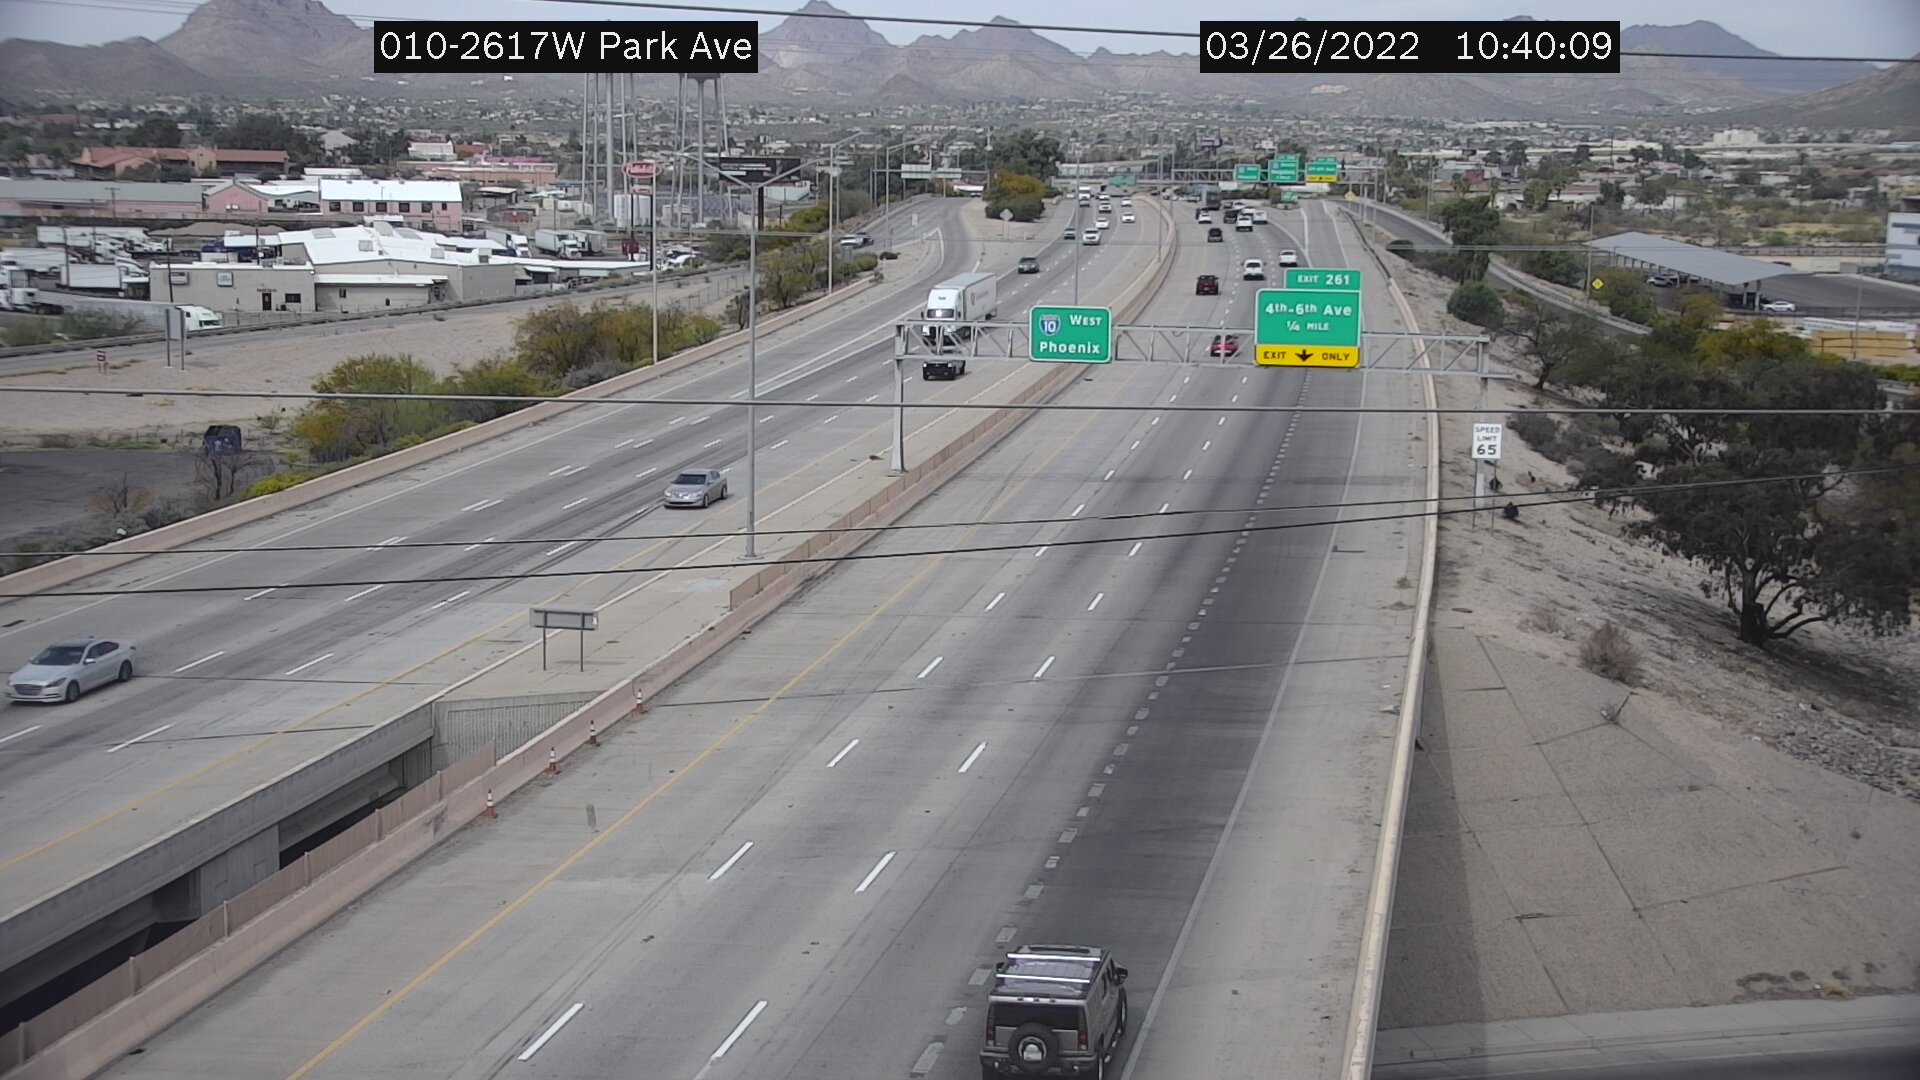 010-2617W Park Ave
03/26/2022 10:40:09
EXIT 261
4th-6th Ave
1/4 MILE
EXIT ONLY
10 WEST
Phoenix
SPEED
LIMIT
65